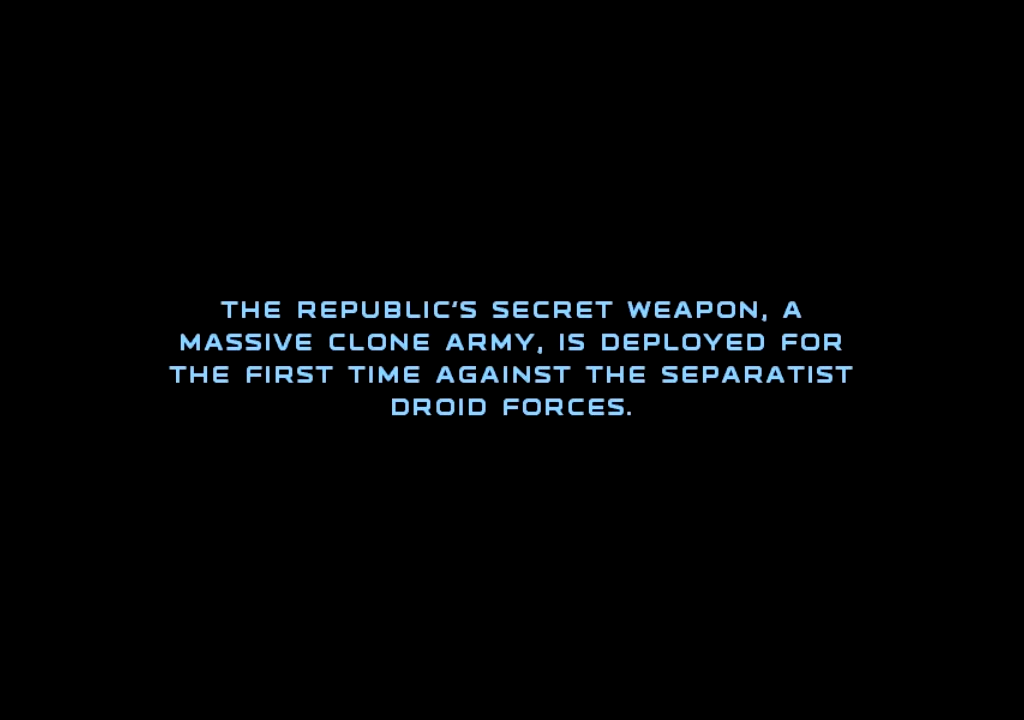 THE REPUBLIC'S SECRET WEAPON, A
MASSIVE CLONE ARMY, IS DEPLOYED FOR
THE FIRST TIME AGAINST THE SEPARATIST
DROID FORCES.